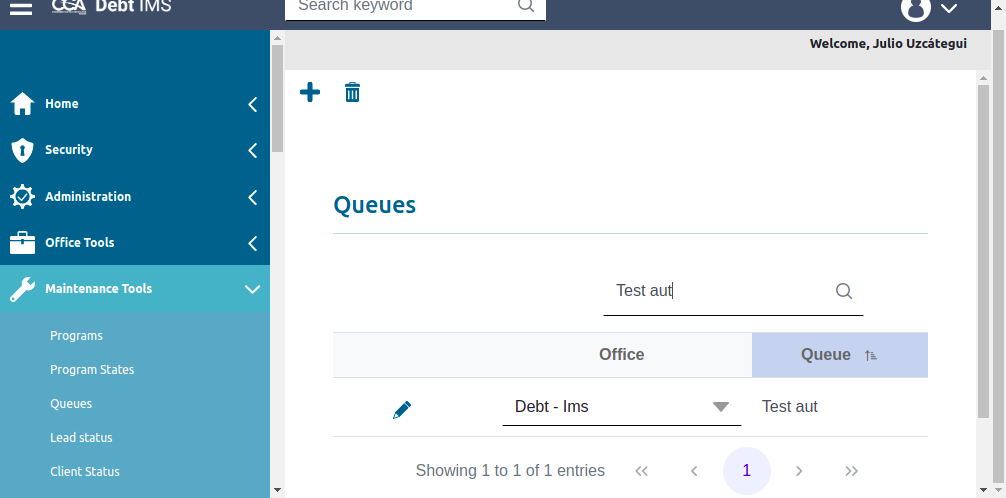 CCA Debt IMS
Search keyword
Welcome, Julio Uzcátegui
Home
Security
Administration
Office Tools
Maintenance Tools
Programs
Program States
Queues
Lead status
Client Status
Queues
Test aut
Office Queue
Debt - Ims Test aut
Showing 1 to 1 of 1 entries << < 1 > >>